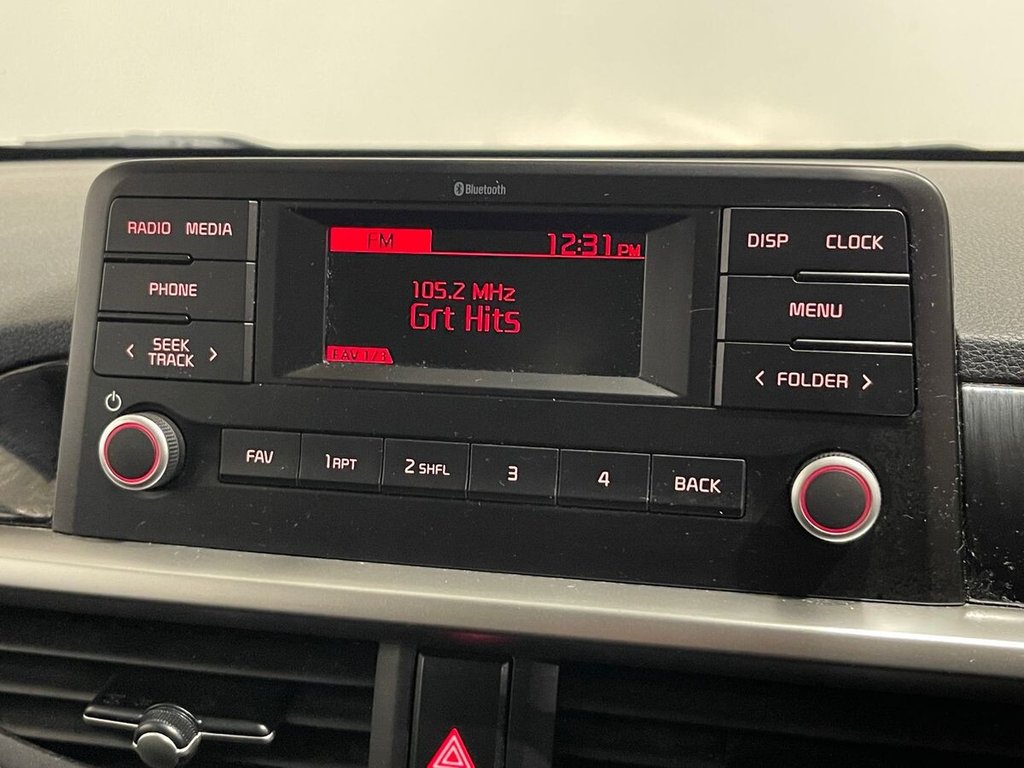 Bluetooth
RADIO MEDIA
PHONE
< SEEK TRACK >
FM 12:31 PM
105.2 MHz
Grt Hits
FAV 1/3
DISP CLOCK
MENU
< FOLDER >
FAV 1 RPT 2 SHFL 3 4 BACK